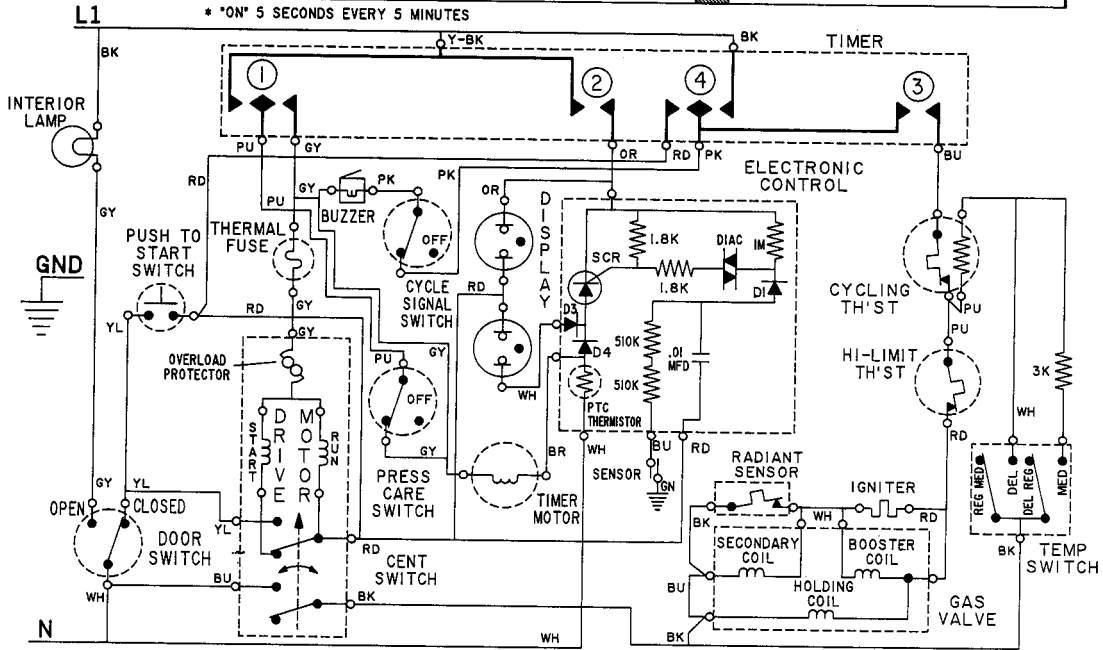 L1
* "ON" 5 SECONDS EVERY 5 MINUTES
BK
Y-BK
BK
TIMER
1
2
4
3
INTERIOR
LAMP
PU
GY
OR
RD
PK
BU
ELECTRONIC
CONTROL
RD
GY
PK
PK
OR
PU
BUZZER
DISPLAY
GY
PUSH TO
START
SWITCH
THERMAL
FUSE
OFF
1.8K
DIAC
1M
SCR
1.8K
D1
GND
CYCLE
SIGNAL
SWITCH
CYCLING
TH'ST
PU
YL
RD
GY
D3
GY
OVERLOAD
PROTECTOR
PU
GY
D4
510K
.01
MFD
510K
PU
HI-LIMIT
TH'ST
3K
OFF
WH
PTC
THERMISTOR
DRIVE
MOTOR
START
RUN
GY
BR
WH
BU
RD
RD
WH
PRESS
CARE
SWITCH
TIMER
MOTOR
SENSOR
GN
RADIANT
SENSOR
IGNITER
REG MED
DEL
DEL REG
MED
GY
YL
OPEN
CLOSED
YL
DOOR
SWITCH
RD
CENT
SWITCH
BK
WH
RD
SECONDARY
COIL
BOOSTER
COIL
BK
TEMP
SWITCH
BU
WH
BK
BU
HOLDING
COIL
GAS
VALVE
N
WH
BK